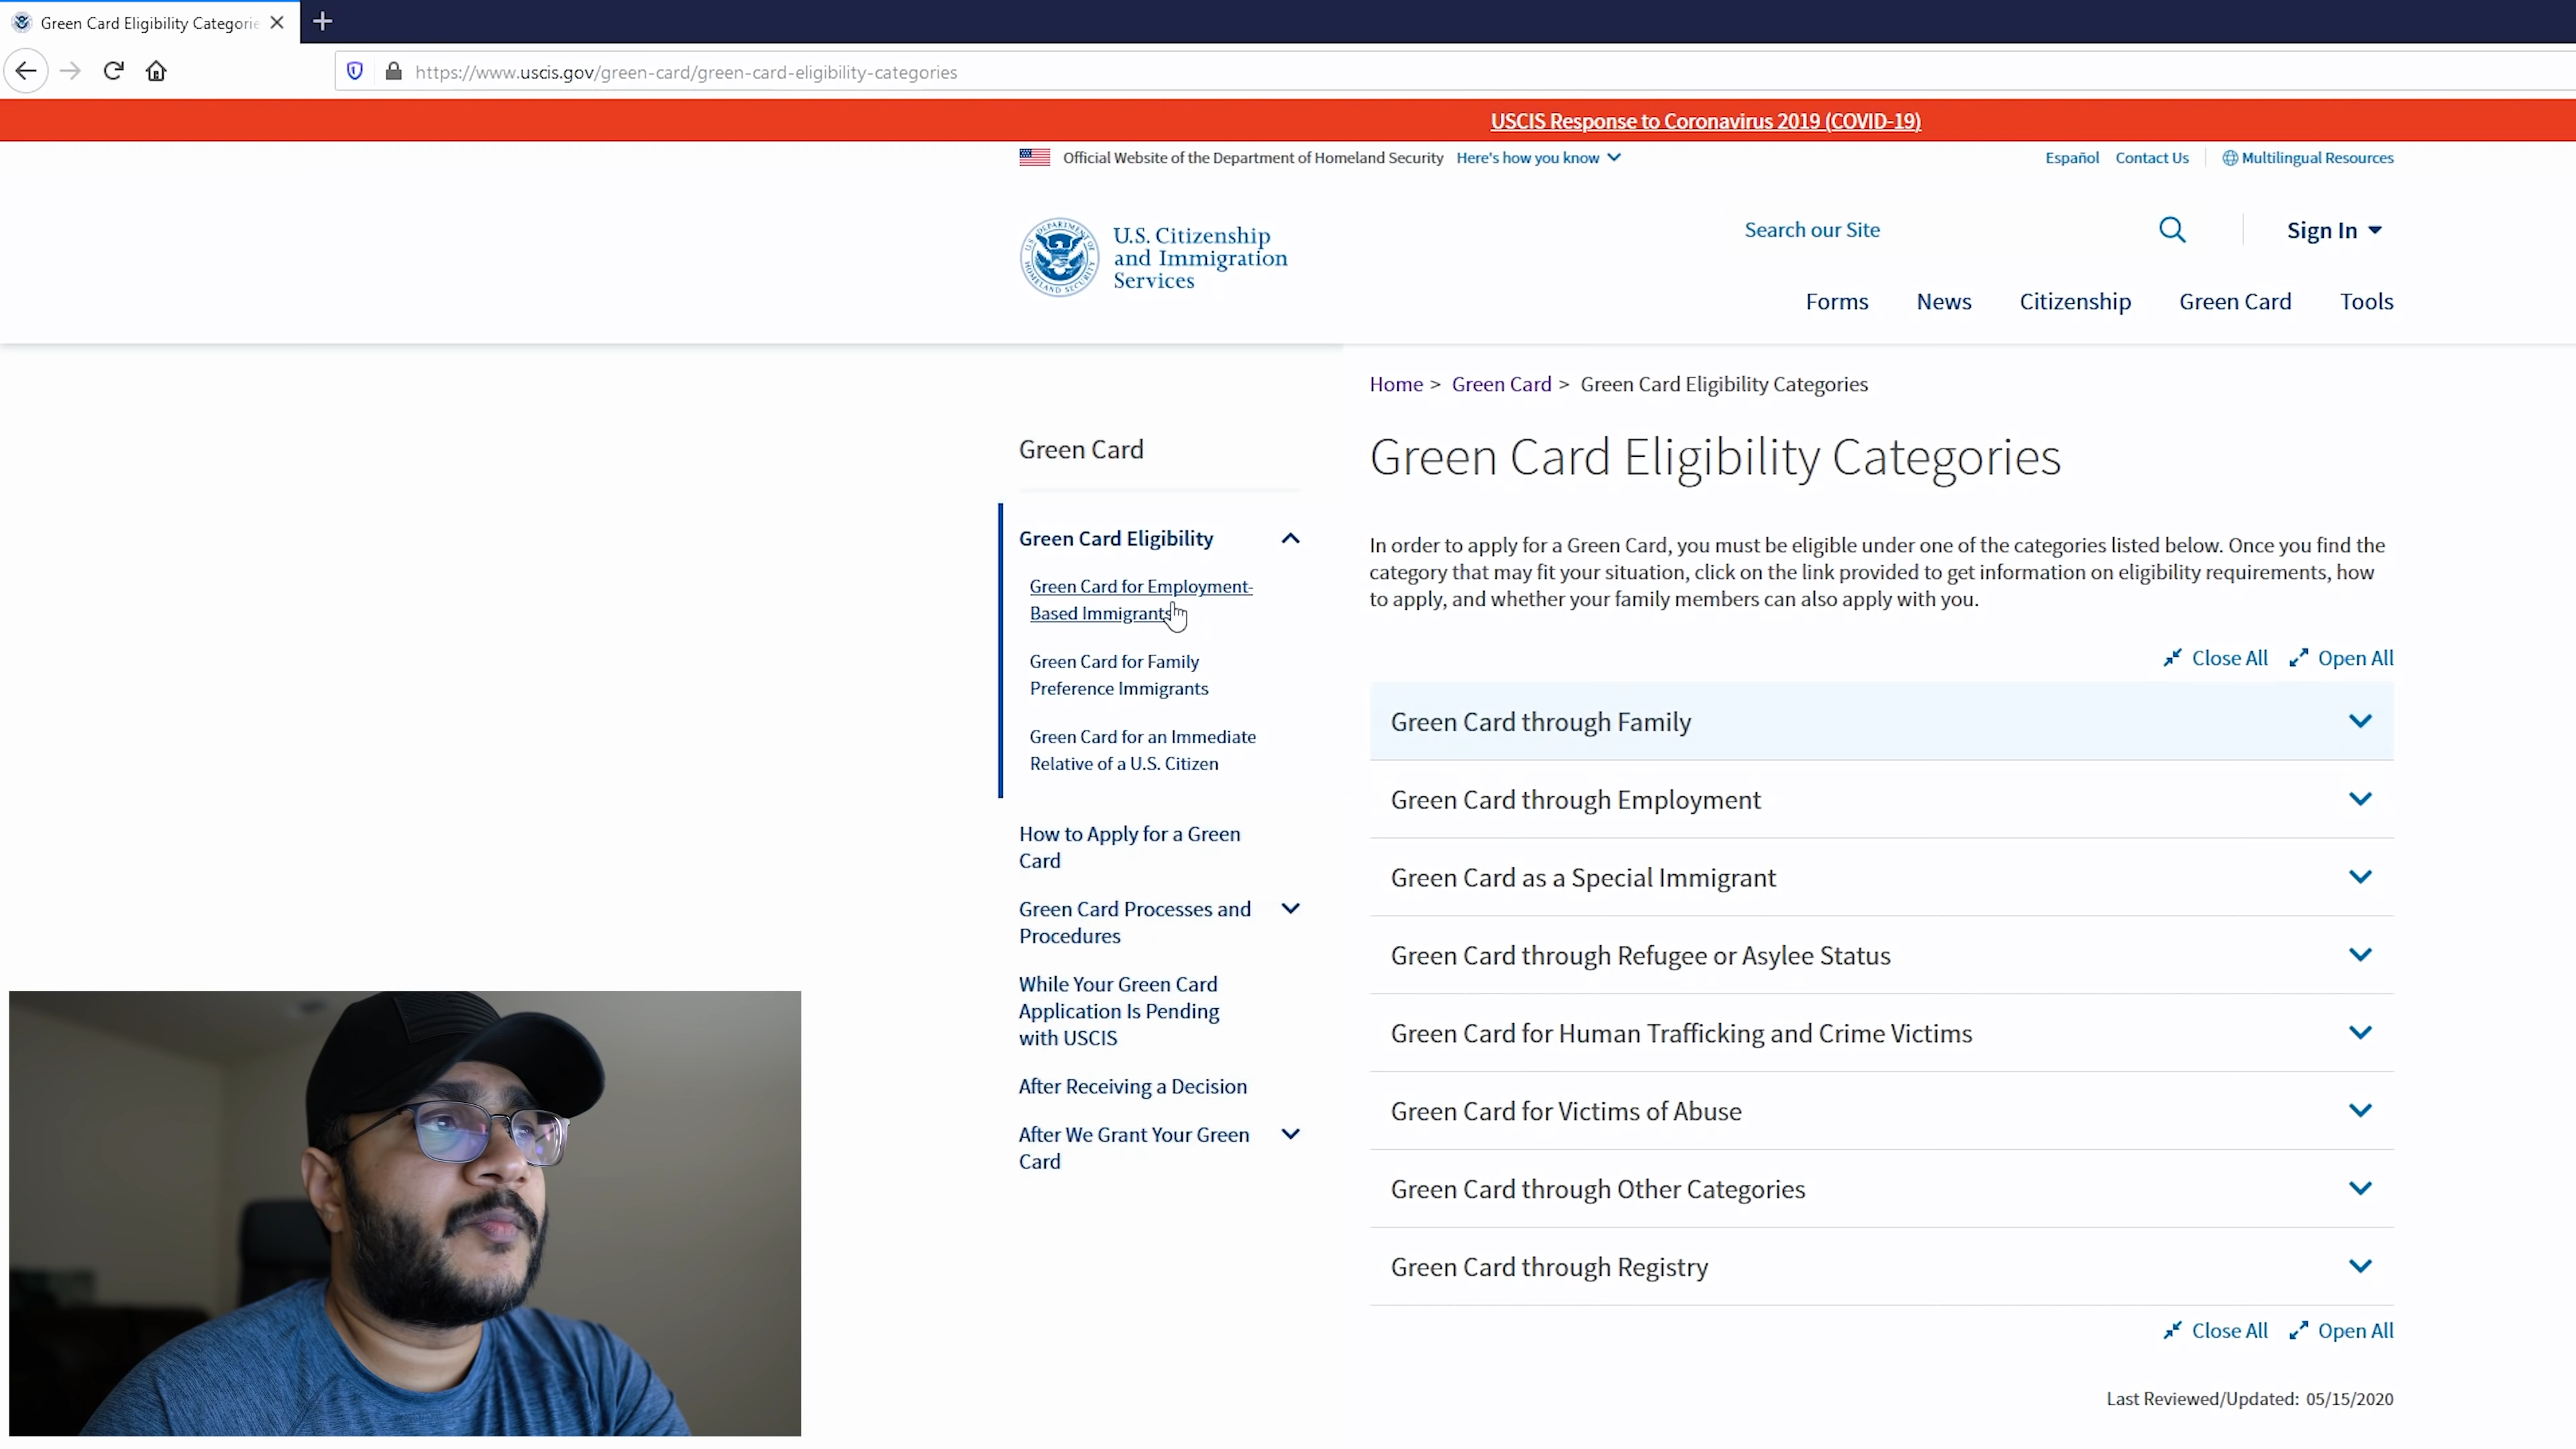 Green Card Eligibility Categorie
https://www.uscis.gov/green-card/green-card-eligibility-categories
USCIS Response to Coronavirus 2019 (COVID-19)
Official Website of the Department of Homeland Security Here's how you know
Español Contact Us Multilingual Resources
U.S. Citizenship
and Immigration
Services
Search our Site
Sign In
Forms News Citizenship Green Card Tools
Home > Green Card > Green Card Eligibility Categories
Green Card
Green Card Eligibility
Green Card for Employment-
Based Immigrants
Green Card for Family
Preference Immigrants
Green Card for an Immediate
Relative of a U.S. Citizen
How to Apply for a Green
Card
Green Card Processes and
Procedures
While Your Green Card
Application Is Pending
with USCIS
After Receiving a Decision
After We Grant Your Green
Card
Green Card Eligibility Categories
In order to apply for a Green Card, you must be eligible under one of the categories listed below. Once you find the
category that may fit your situation, click on the link provided to get information on eligibility requirements, how
to apply, and whether your family members can also apply with you.
Close All Open All
Green Card through Family
Green Card through Employment
Green Card as a Special Immigrant
Green Card through Refugee or Asylee Status
Green Card for Human Trafficking and Crime Victims
Green Card for Victims of Abuse
Green Card through Other Categories
Green Card through Registry
Close All Open All
Last Reviewed/Updated: 05/15/2020